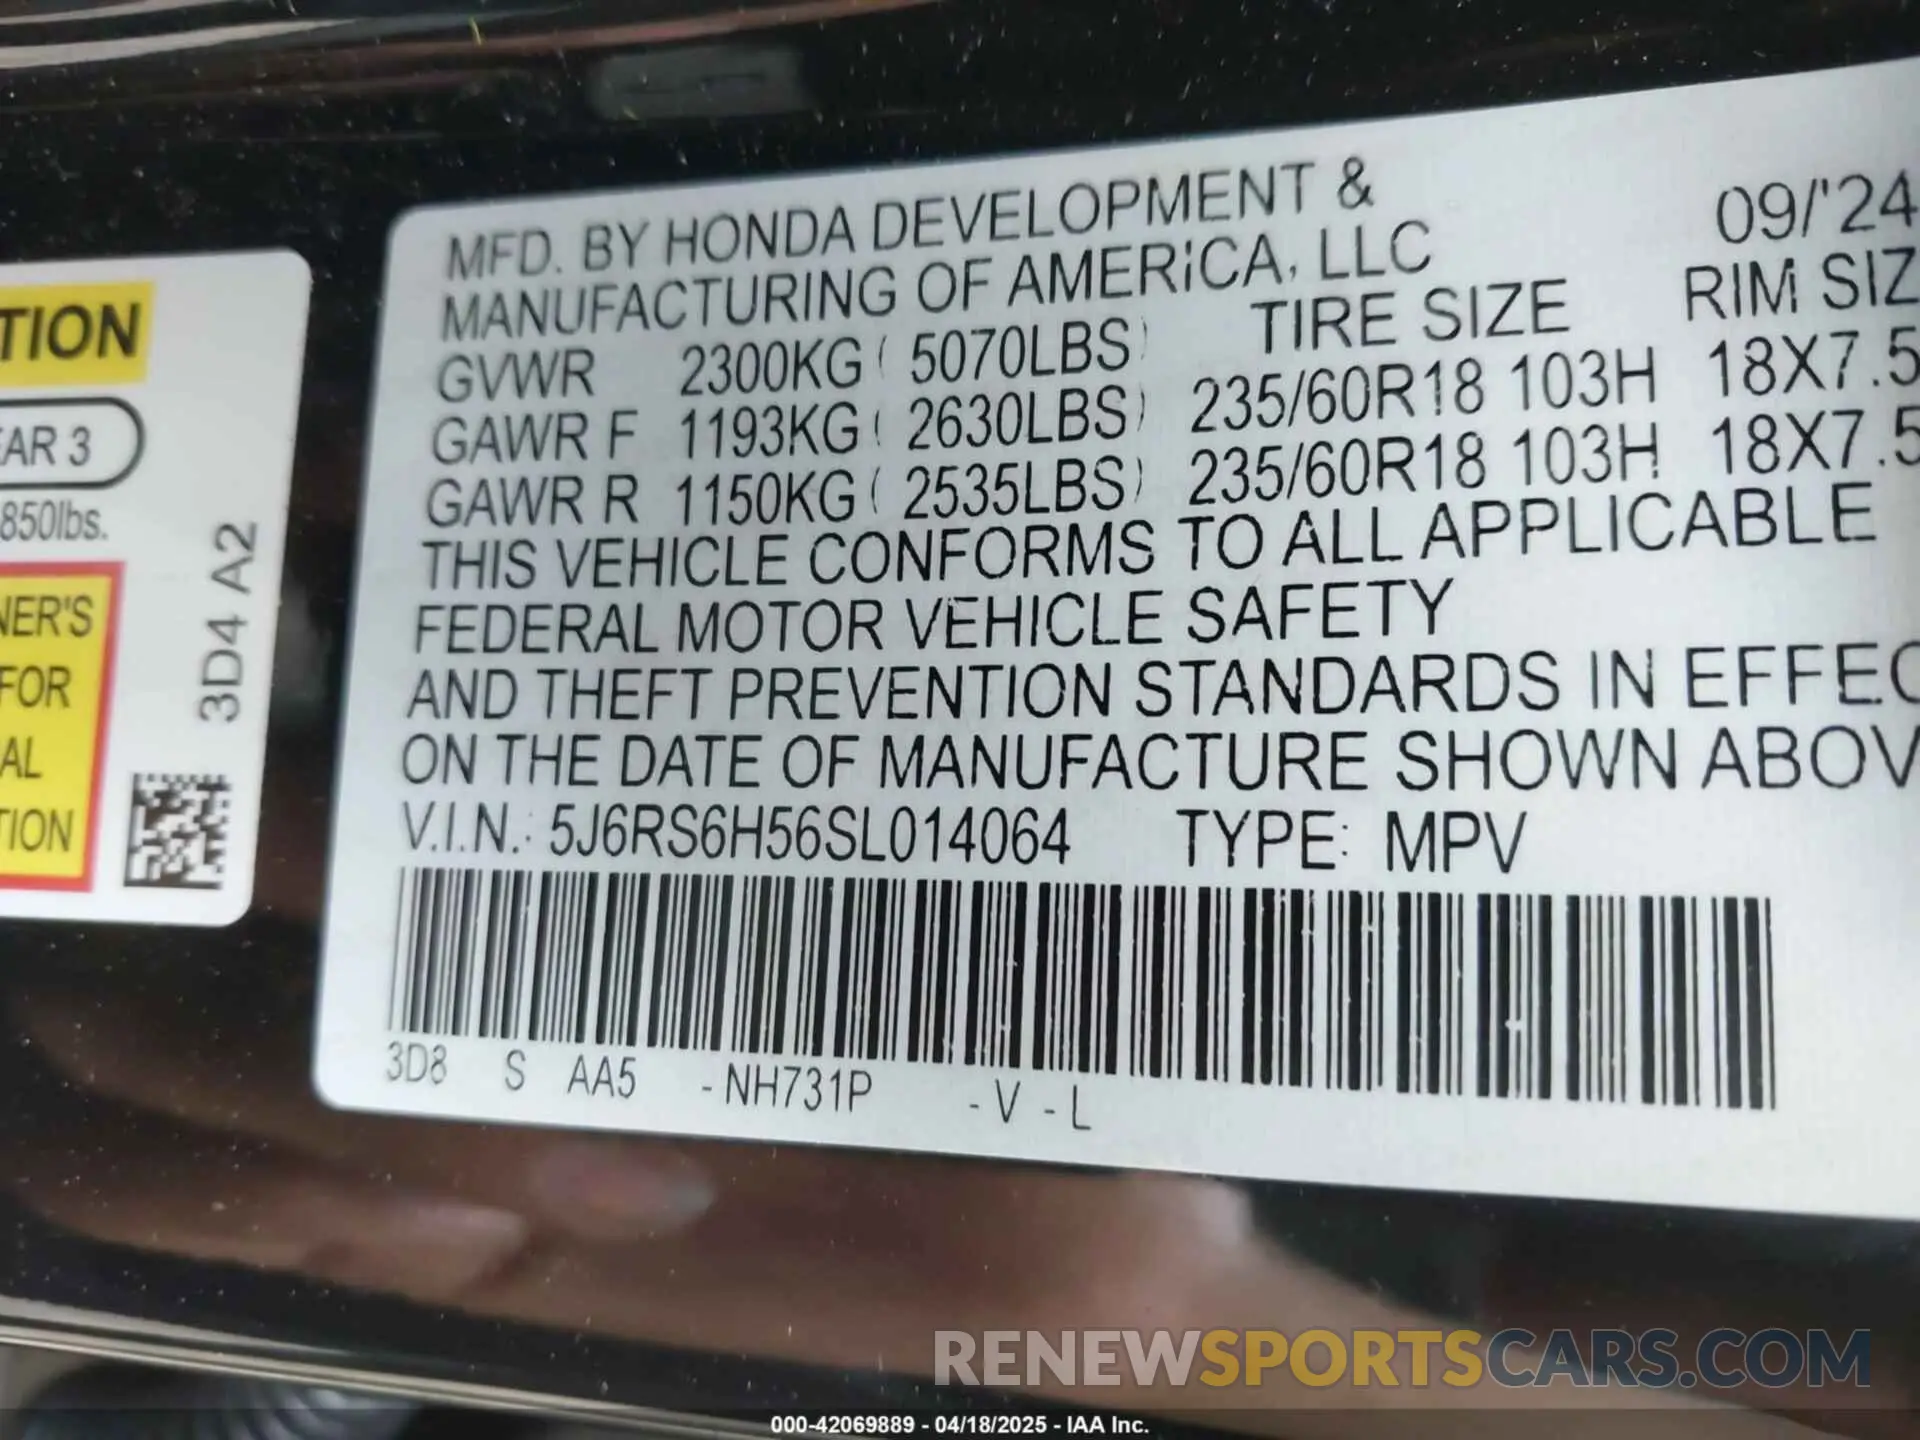 TION
EAR 3
850lbs.
NER'S
FOR
AL
TION
3D4 A2
MFD. BY HONDA DEVELOPMENT &
MANUFACTURING OF AMERICA, LLC
09/'24
TIRE SIZE RIM SIZ
GVWR 2300KG ( 5070LBS)
GAWR F 1193KG ( 2630LBS) 235/60R18 103H 18X7.5
GAWR R 1150KG ( 2535LBS) 235/60R18 103H 18X7.5
THIS VEHICLE CONFORMS TO ALL APPLICABLE
FEDERAL MOTOR VEHICLE SAFETY
AND THEFT PREVENTION STANDARDS IN EFFEC
ON THE DATE OF MANUFACTURE SHOWN ABOV
V.I.N.: 5J6RS6H56SL014064 TYPE: MPV
3D8 S AA5 -NH731P -V -L
RENEWSPORTSCARS.COM
000-42069889 - 04/18/2025 - IAA Inc.